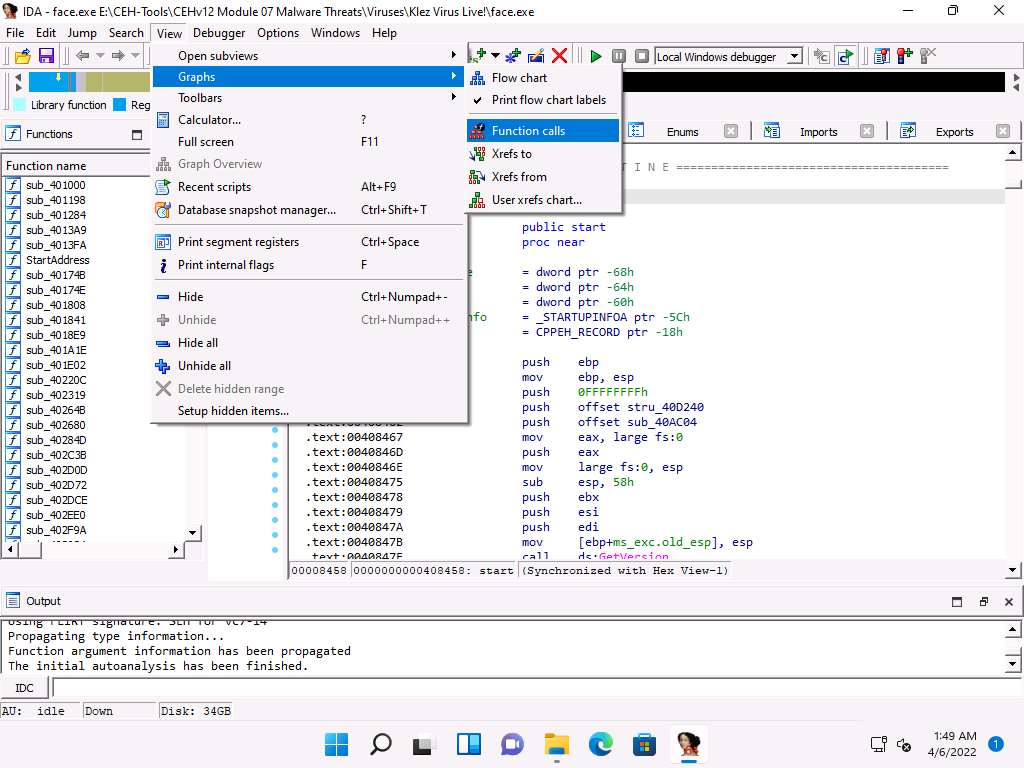 IDA - face.exe E:\CEH-Tools\CEHv12 Module 07 Malware Threats\Viruses\Klez Virus Live!\face.exe
File Edit Jump Search View Debugger Options Windows Help
Local Windows debugger
Library function Reg
Open subviews
Graphs
Toolbars
Calculator... ?
Full screen F11
Graph Overview
Recent scripts Alt+F9
Database snapshot manager... Ctrl+Shift+T
Print segment registers Ctrl+Space
Print internal flags F
Hide Ctrl+Numpad+-
Unhide Ctrl+Numpad++
Hide all
Unhide all
Delete hidden range
Setup hidden items...
Flow chart
Print flow chart labels
Function calls
Xrefs to
Xrefs from
User xrefs chart...
Functions
Enums Imports Exports
Function name
sub_401000
sub_401198
sub_401284
sub_4013A9
sub_4013FA
StartAddress
sub_40174B
sub_40174E
sub_401808
sub_401841
sub_4018E9
sub_401A1E
sub_401E02
sub_40220C
sub_402319
sub_40264B
sub_402680
sub_40284D
sub_402C3B
sub_402D0D
sub_402D72
sub_402DCE
sub_402EE0
sub_402F9A
T I N E =======================================
public start
proc near
e = dword ptr -68h
= dword ptr -64h
= dword ptr -60h
nfo = _STARTUPINFOA ptr -5Ch
= CPPEH_RECORD ptr -18h
push ebp
mov ebp, esp
push 0FFFFFFFFh
push offset stru_40D240
push offset sub_40AC04
.text:00408467 mov eax, large fs:0
.text:0040846D push eax
.text:0040846E mov large fs:0, esp
.text:00408475 sub esp, 58h
.text:00408478 push ebx
.text:00408479 push esi
.text:0040847A push edi
.text:0040847B mov [ebp+ms_exc.old_esp], esp
.text:0040847E call ds:GetVersion
00008458 0000000000408458: start (Synchronized with Hex View-1)
Output
Using FLIRT signature: SEH for vc7-14
Propagating type information...
Function argument information has been propagated
The initial autoanalysis has been finished.
IDC
AU: idle Down Disk: 34GB
1:49 AM
4/6/2022
1